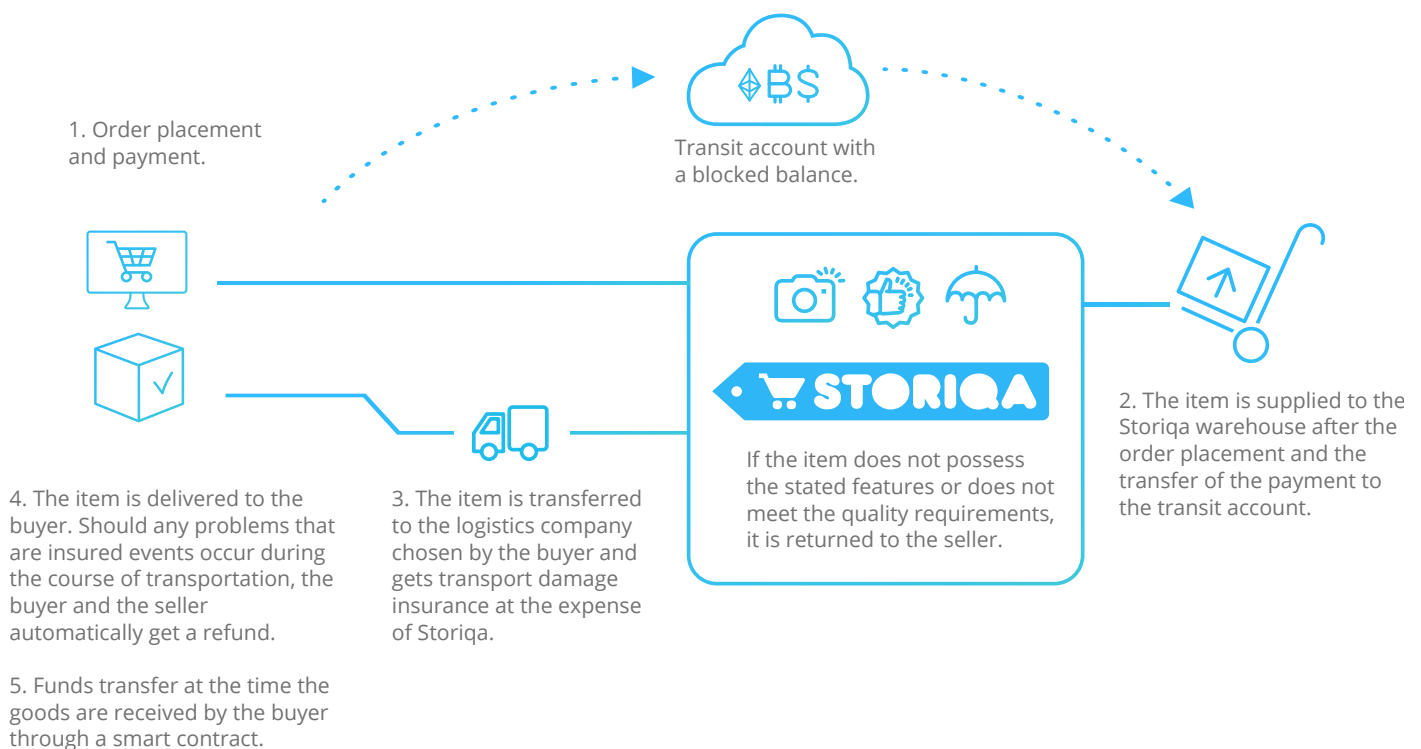 1. Order placement
and payment.
₿$
Transit account with
a blocked balance.
STORIQA
If the item does not possess
the stated features or does not
meet the quality requirements,
it is returned to the seller.
2. The item is supplied to the
Storiqa warehouse after the
order placement and the
transfer of the payment to
the transit account.
3. The item is transferred
to the logistics company
chosen by the buyer and
gets transport damage
insurance at the expense
of Storiqa.
4. The item is delivered to the
buyer. Should any problems that
are insured events occur during
the course of transportation, the
buyer and the seller
automatically get a refund.
5. Funds transfer at the time the
goods are received by the buyer
through a smart contract.